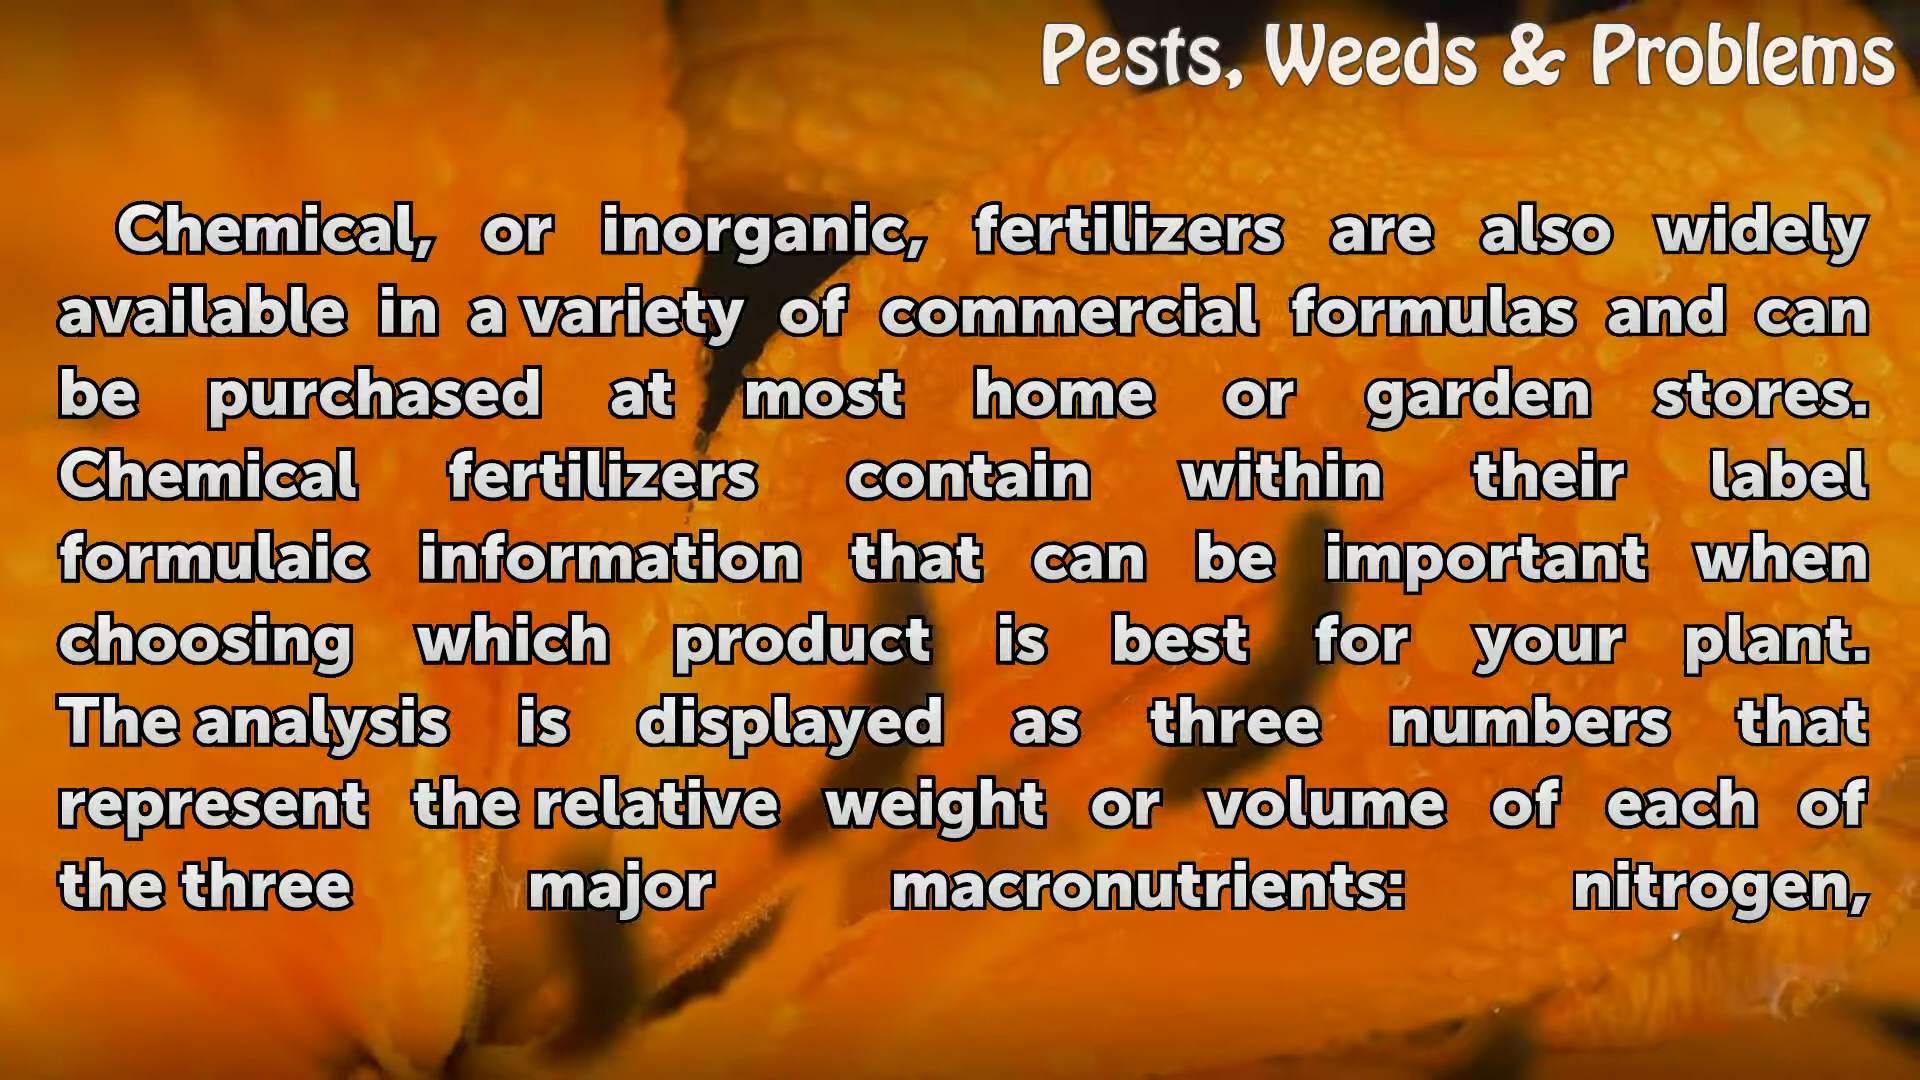 Pests, Weeds & Problems
Chemical, or inorganic, fertilizers are also widely
available in a variety of commercial formulas and can
be purchased at most home or garden stores.
Chemical fertilizers contain within their label
formulaic information that can be important when
choosing which product is best for your plant.
The analysis is displayed as three numbers that
represent the relative weight or volume of each of
the three major macronutrients: nitrogen,